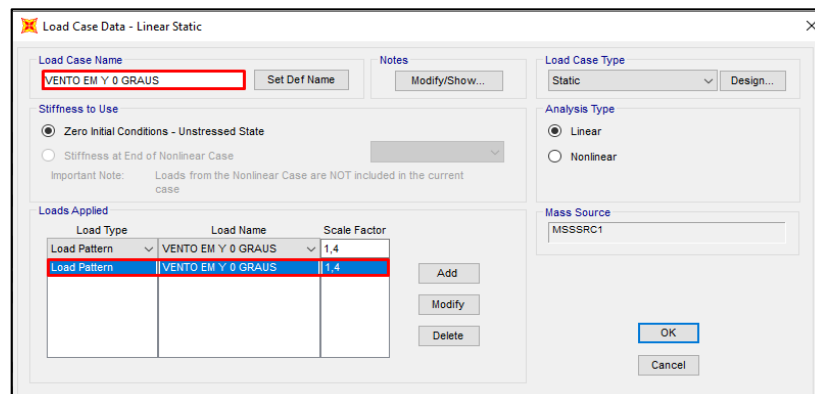 Load Case Data - Linear Static
Load Case Name
VENTO EM Y 0 GRAUS
Set Def Name
Notes
Modify/Show...
Load Case Type
Static
Design...
Stiffness to Use
Zero Initial Conditions - Unstressed State
Stiffness at End of Nonlinear Case
Important Note: Loads from the Nonlinear Case are NOT included in the current
case
Analysis Type
Linear
Nonlinear
Loads Applied
Load Type Load Name Scale Factor
Load Pattern VENTO EM Y 0 GRAUS 1,4
Load Pattern VENTO EM Y 0 GRAUS 1,4
Add
Modify
Delete
Mass Source
MSSSRC1
OK
Cancel